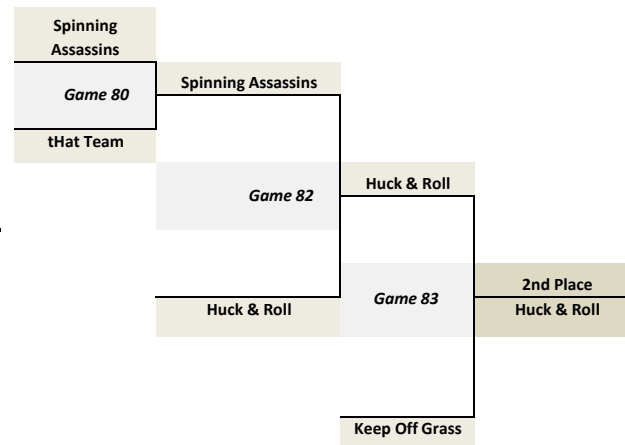 Spinning
Assassins
Game 80
Spinning Assassins
tHat Team
Game 82
Huck & Roll
Huck & Roll
Game 83
2nd Place
Huck & Roll
Keep Off Grass